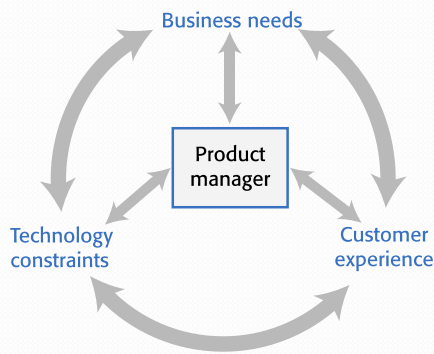 Business needs
Product
manager
Technology
constraints
Customer
experience